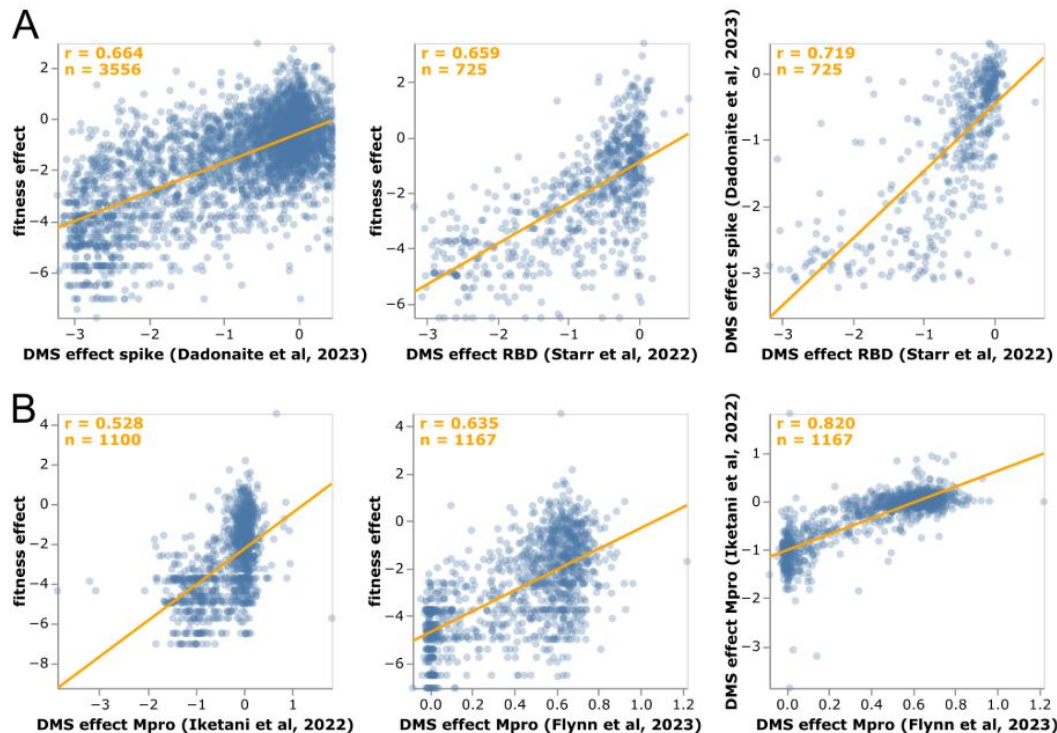 A
r = 0.664
n = 3556
fitness effect
2
0
−2
−4
−6
−3
−2
−1
0
DMS effect spike (Dadonaite et al, 2023)
r = 0.659
n = 725
fitness effect
2
0
−2
−4
−6
−3
−2
−1
0
DMS effect RBD (Starr et al, 2022)
r = 0.719
n = 725
DMS effect spike (Dadonaite et al, 2023)
0
−1
−2
−3
−3
−2
−1
0
DMS effect RBD (Starr et al, 2022)
B
r = 0.528
n = 1100
fitness effect
4
2
0
−2
−4
−6
−8
−3
−2
−1
0
1
DMS effect Mpro (Iketani et al, 2022)
r = 0.635
n = 1167
fitness effect
4
2
0
−2
−4
−6
0.0
0.2
0.4
0.6
0.8
1.0
1.2
DMS effect Mpro (Flynn et al, 2023)
r = 0.820
n = 1167
DMS effect Mpro (Iketani et al, 2022)
1
0
−1
−2
−3
0.0
0.2
0.4
0.6
0.8
1.0
1.2
DMS effect Mpro (Flynn et al, 2023)